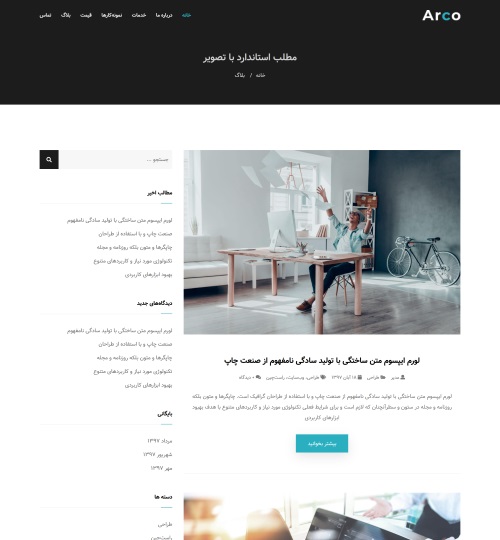 Arco
خانه درباره ما خدمات نمونه‌کارها قیمت بلاگ تماس
مطلب استاندارد با تصویر
خانه / بلاگ
لورم ایپسوم متن ساختگی با تولید سادگی نامفهوم از صنعت چاپ
مدیر طراحی ۱۸ آبان ۱۳۹۷ طراحی, وب‌سایت, راست‌چین ۰ دیدگاه
لورم ایپسوم متن ساختگی با تولید سادگی نامفهوم از صنعت چاپ و با استفاده از طراحان گرافیک است. چاپگرها و متون بلکه
روزنامه و مجله در ستون و سطرآنچنان که لازم است و برای شرایط فعلی تکنولوژی مورد نیاز و کاربردهای متنوع با هدف بهبود
ابزارهای کاربردی
بیشتر بخوانید
جستجو ...
مطالب اخیر
لورم ایپسوم متن ساختگی با تولید سادگی نامفهوم
صنعت چاپ و با استفاده از طراحان
چاپگرها و متون بلکه روزنامه و مجله
تکنولوژی مورد نیاز و کاربردهای متنوع
بهبود ابزارهای کاربردی
دیدگاه‌های جدید
لورم ایپسوم متن ساختگی با تولید سادگی نامفهوم
صنعت چاپ و با استفاده از طراحان
چاپگرها و متون بلکه روزنامه و مجله
تکنولوژی مورد نیاز و کاربردهای متنوع
بهبود ابزارهای کاربردی
بایگانی
مرداد ۱۳۹۷
شهریور ۱۳۹۷
مهر ۱۳۹۷
دسته ها
طراحی
راست‌چین